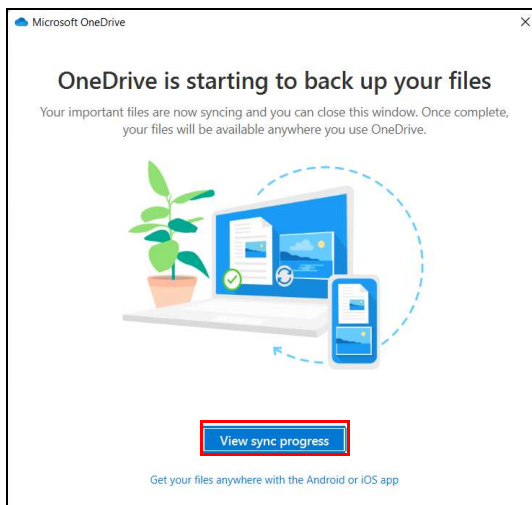 Microsoft OneDrive
OneDrive is starting to back up your files
Your important files are now syncing and you can close this window. Once complete,
your files will be available anywhere you use OneDrive.
View sync progress
Get your files anywhere with the Android or iOS app